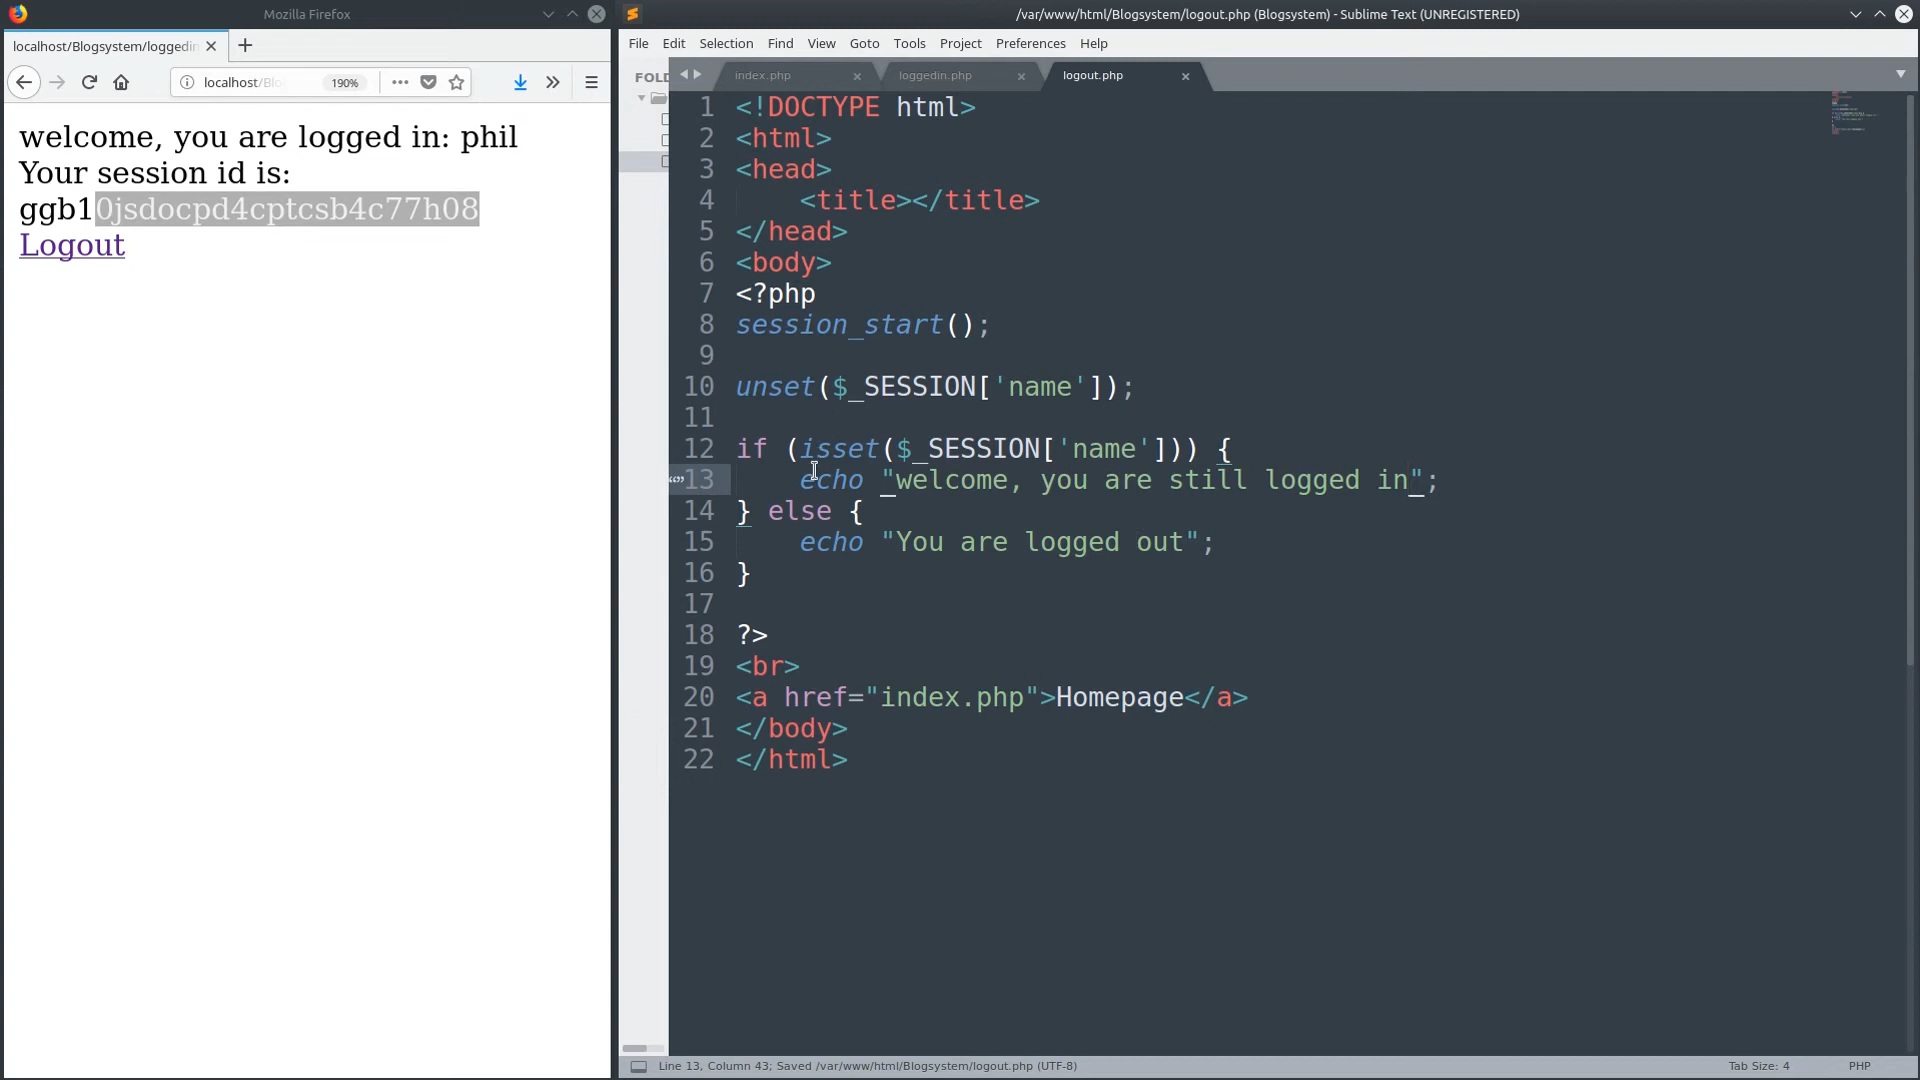 Mozilla Firefox
localhost/Blogsystem/loggedin
localhost/Blo
190%
welcome, you are logged in: phil
Your session id is:
ggb10jsdocpd4cptcsb4c77h08
Logout
/var/www/html/Blogsystem/logout.php (Blogsystem) - Sublime Text (UNREGISTERED)
File Edit Selection Find View Goto Tools Project Preferences Help
FOLD
index.php loggedin.php logout.php
1 <!DOCTYPE html>
2 <html>
3 <head>
4 <title></title>
5 </head>
6 <body>
7 <?php
8 session_start();
9
10 unset($_SESSION['name']);
11
12 if (isset($_SESSION['name'])) {
13 echo "welcome, you are still logged in";
14 } else {
15 echo "You are logged out";
16 }
17
18 ?>
19 <br>
20 <a href="index.php">Homepage</a>
21 </body>
22 </html>
Line 13, Column 43; Saved /var/www/html/Blogsystem/logout.php (UTF-8) Tab Size: 4 PHP